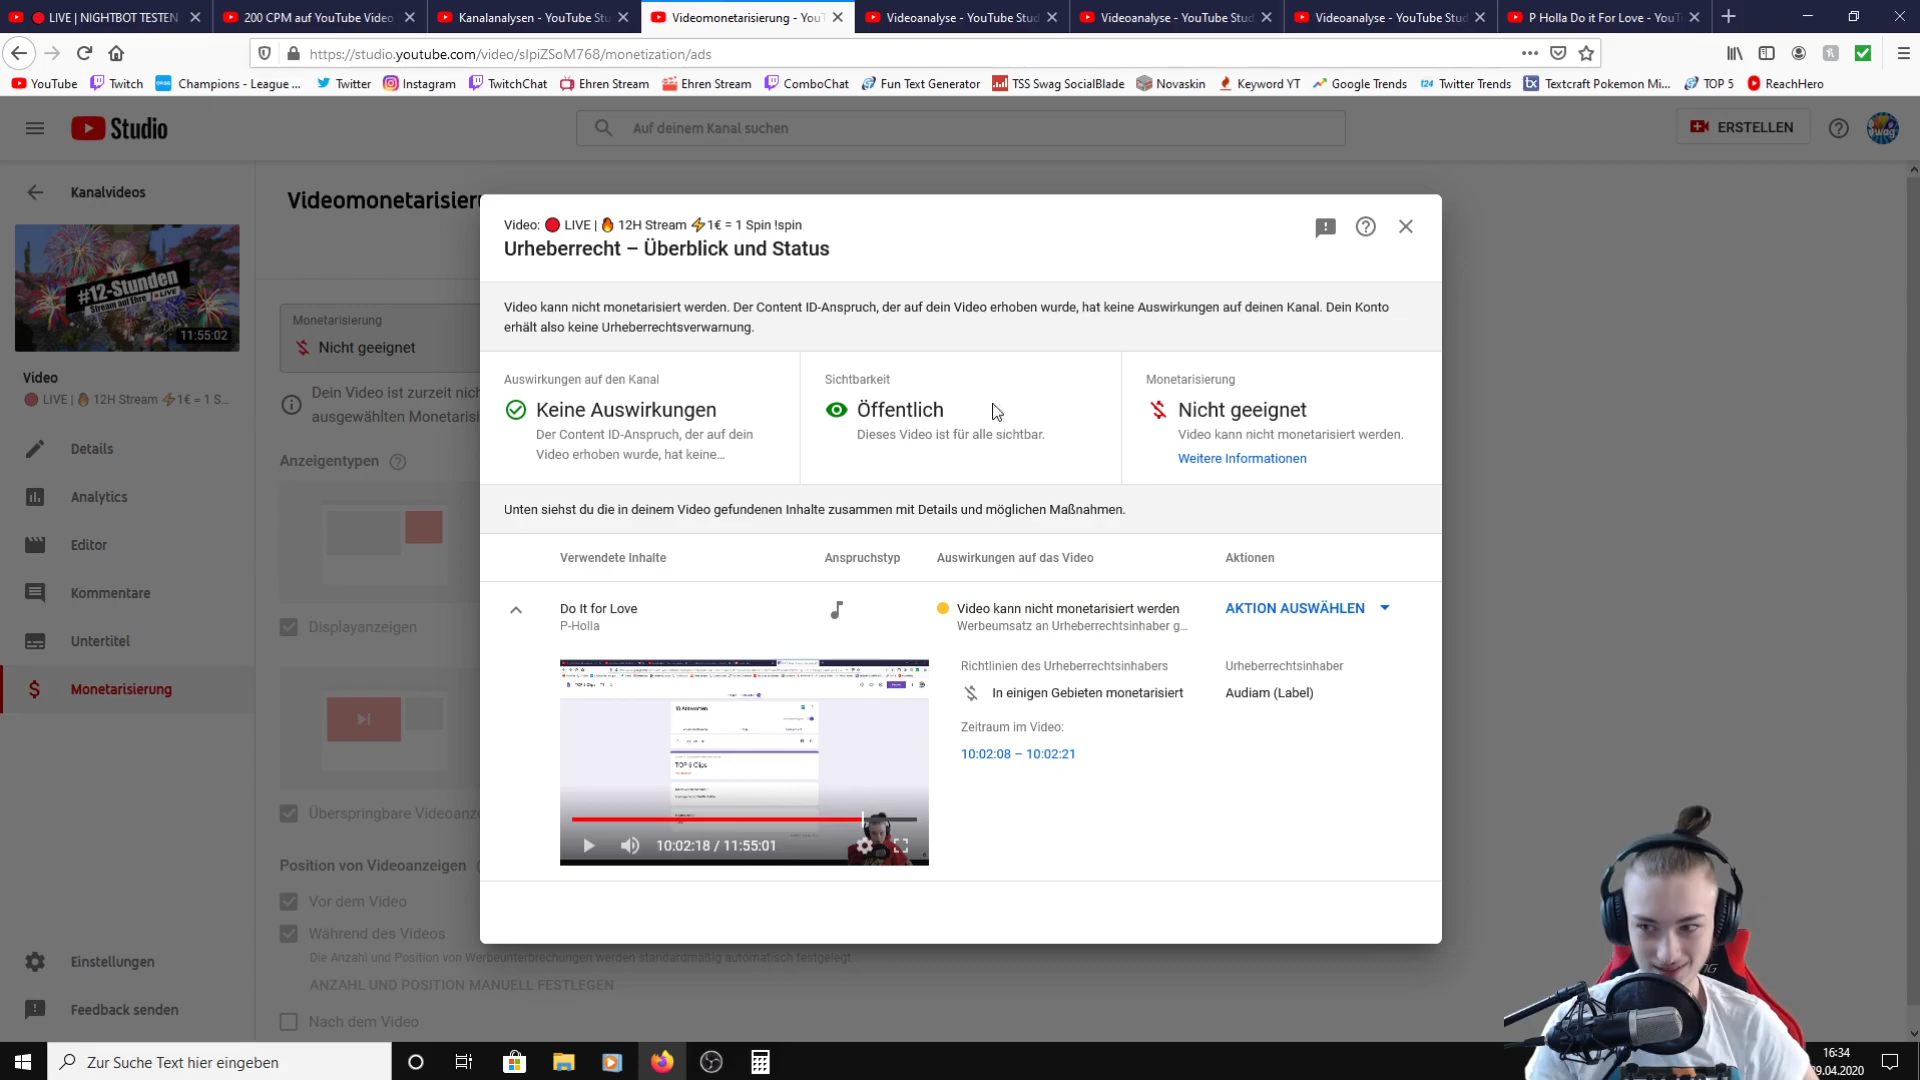 LIVE | NIGHTBOT TESTEN
200 CPM auf YouTube Video
Kanalanalysen - YouTube Stu
Videomonetarisierung - YouT
Videoanalyse - YouTube Stud
Videoanalyse - YouTube Stud
Videoanalyse - YouTube Stud
P Holla Do it For Love - YouT
https://studio.youtube.com/video/sIpiZSoM768/monetization/ads
YouTube
Twitch
Champions - League ...
Twitter
Instagram
TwitchChat
Ehren Stream
Ehren Stream
ComboChat
Fun Text Generator
TSS Swag SocialBlade
Novaskin
Keyword YT
Google Trends
Twitter Trends
Textcraft Pokemon Mi...
TOP 5
ReachHero
Studio
Auf deinem Kanal suchen
ERSTELLEN
Kanalvideos
#12-Stunden
Stream auf Ehre LIVE
11:55:02
Video
LIVE | 🔥 12H Stream ⚡1€ = 1 S...
Details
Analytics
Editor
Kommentare
Untertitel
Monetarisierung
Einstellungen
Feedback senden
Videomonetarisieru
Monetarisierung
Nicht geeignet
Dein Video ist zurzeit nich
ausgewählten Monetarisi
Anzeigentypen
Displayanzeigen
Überspringbare Videoanze
Position von Videoanzeigen
Vor dem Video
Während des Videos
Die Anzahl und Position von Werbeunterbrechungen werden standardmäßig automatisch festgelegt.
ANZAHL UND POSITION MANUELL FESTLEGEN
Nach dem Video
Video: 🔴 LIVE | 🔥 12H Stream ⚡1€ = 1 Spin !spin
Urheberrecht – Überblick und Status
Video kann nicht monetarisiert werden. Der Content ID-Anspruch, der auf dein Video erhoben wurde, hat keine Auswirkungen auf deinen Kanal. Dein Konto
erhält also keine Urheberrechtsverwarnung.
Auswirkungen auf den Kanal
Keine Auswirkungen
Der Content ID-Anspruch, der auf dein
Video erhoben wurde, hat keine...
Sichtbarkeit
Öffentlich
Dieses Video ist für alle sichtbar.
Monetarisierung
Nicht geeignet
Video kann nicht monetarisiert werden.
Weitere Informationen
Unten siehst du die in deinem Video gefundenen Inhalte zusammen mit Details und möglichen Maßnahmen.
Verwendete Inhalte
Anspruchstyp
Auswirkungen auf das Video
Aktionen
Do It for Love
P-Holla
Video kann nicht monetarisiert werden
Werbeumsatz an Urheberrechtsinhaber g...
AKTION AUSWÄHLEN
Richtlinien des Urheberrechtsinhabers
In einigen Gebieten monetarisiert
Urheberrechtsinhaber
Audiam (Label)
Zeitraum im Video:
10:02:08 – 10:02:21
TOP 5 Clips
10:02:18 / 11:55:01
Zur Suche Text hier eingeben
16:34
29.04.2020